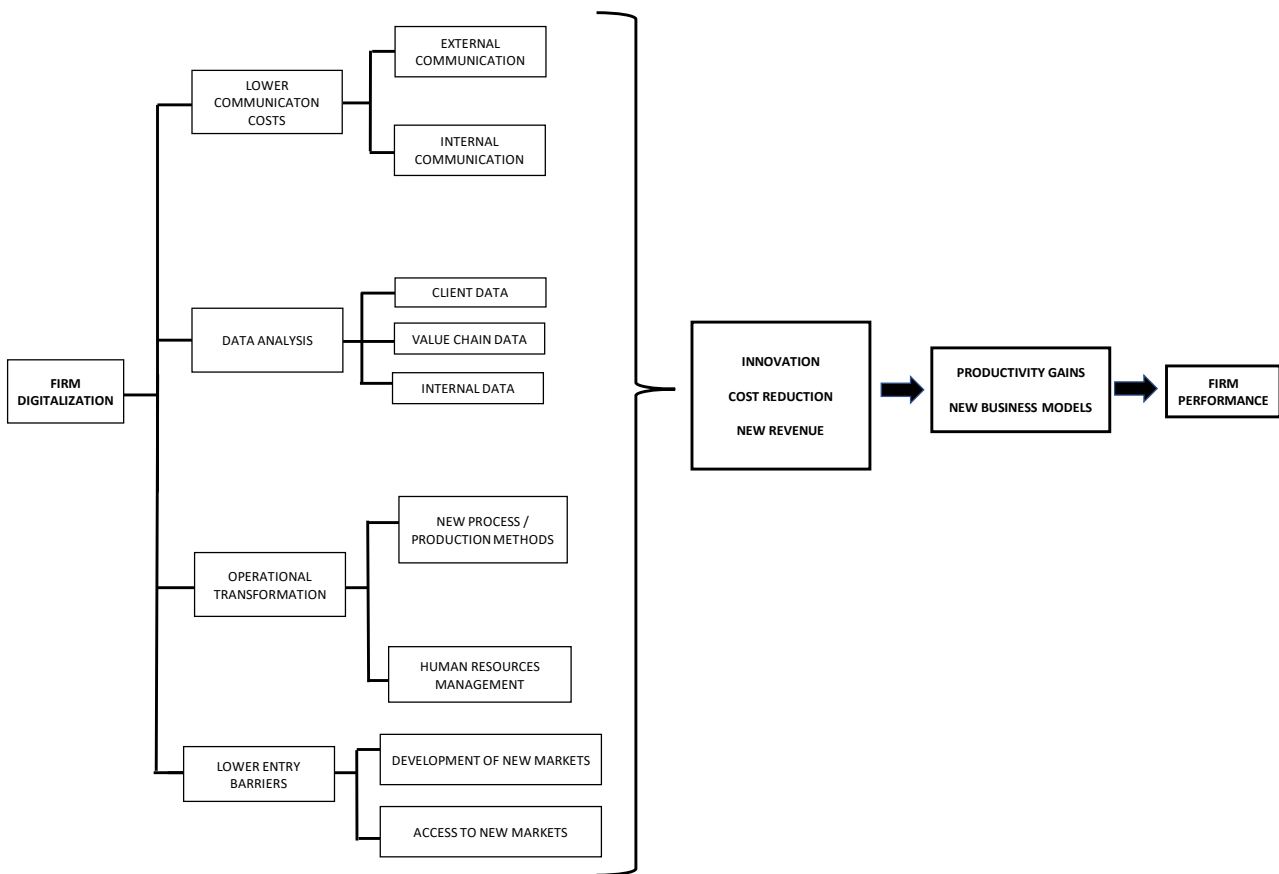 FIRM
DIGITALIZATION
LOWER
COMMUNICATON
COSTS
EXTERNAL
COMMUNICATION
INTERNAL
COMMUNICATION
DATA ANALYSIS
CLIENT DATA
VALUE CHAIN DATA
INTERNAL DATA
OPERATIONAL
TRANSFORMATION
NEW PROCESS /
PRODUCTION METHODS
HUMAN RESOURCES
MANAGEMENT
LOWER ENTRY
BARRIERS
DEVELOPMENT OF NEW MARKETS
ACCESS TO NEW MARKETS
INNOVATION
COST REDUCTION
NEW REVENUE
PRODUCTIVITY GAINS
NEW BUSINESS MODELS
FIRM
PERFORMANCE